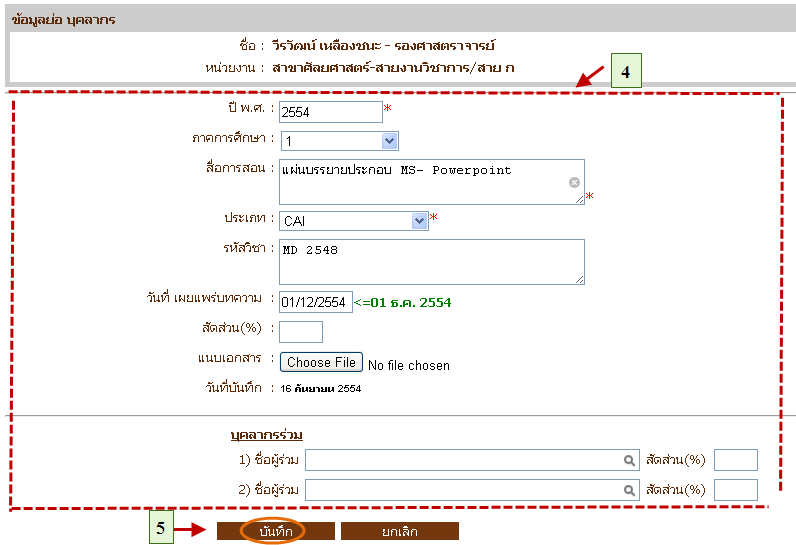 ข้อมูลย่อ บุคลากร
ชื่อ : วีรวัฒน์ เหลืองชนะ - รองศาสตราจารย์
หน่วยงาน : สาขาศัลยศาสตร์-สายงานวิชาการ/สาย ก
4
ปี พ.ศ. : 2554 *
ภาคการศึกษา : 1
สื่อการสอน : แผ่นบรรยายประกอบ MS- Powerpoint *
ประเภท : CAI *
รหัสวิชา : MD 2548
วันที่ เผยแพร่บทความ : 01/12/2554 <=01 ธ.ค. 2554
สัดส่วน(%) :
แนบเอกสาร : Choose File No file chosen
วันที่บันทึก : 16 กันยายน 2554
บุคลากรร่วม
1) ชื่อผู้ร่วม สัดส่วน(%)
2) ชื่อผู้ร่วม สัดส่วน(%)
5 บันทึก ยกเลิก